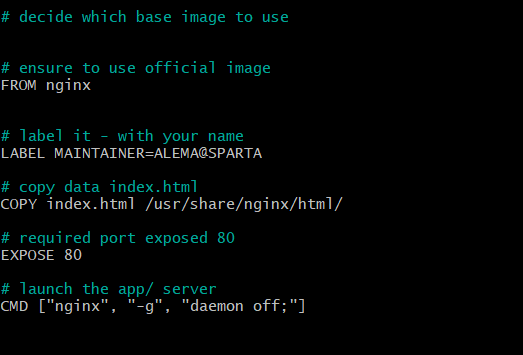 # decide which base image to use
# ensure to use official image
FROM nginx
# label it - with your name
LABEL MAINTAINER=ALEMA@SPARTA
# copy data index.html
COPY index.html /usr/share/nginx/html/
# required port exposed 80
EXPOSE 80
# launch the app/ server
CMD ["nginx", "-g", "daemon off;"]